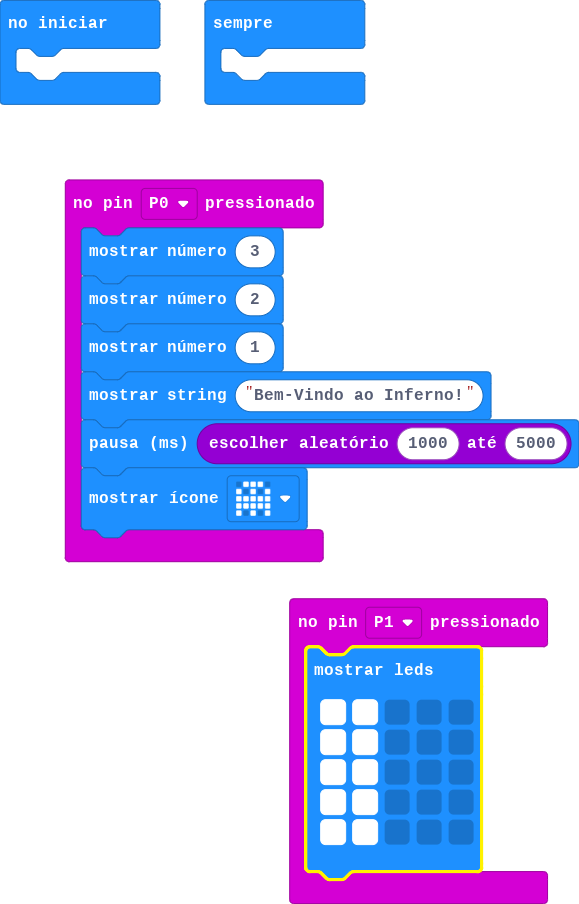 no iniciar
sempre
no pin P0 pressionado
mostrar número 3
mostrar número 2
mostrar número 1
mostrar string "Bem-Vindo ao Inferno!"
pausa (ms) escolher aleatório 1000 até 5000
mostrar ícone
no pin P1 pressionado
mostrar leds